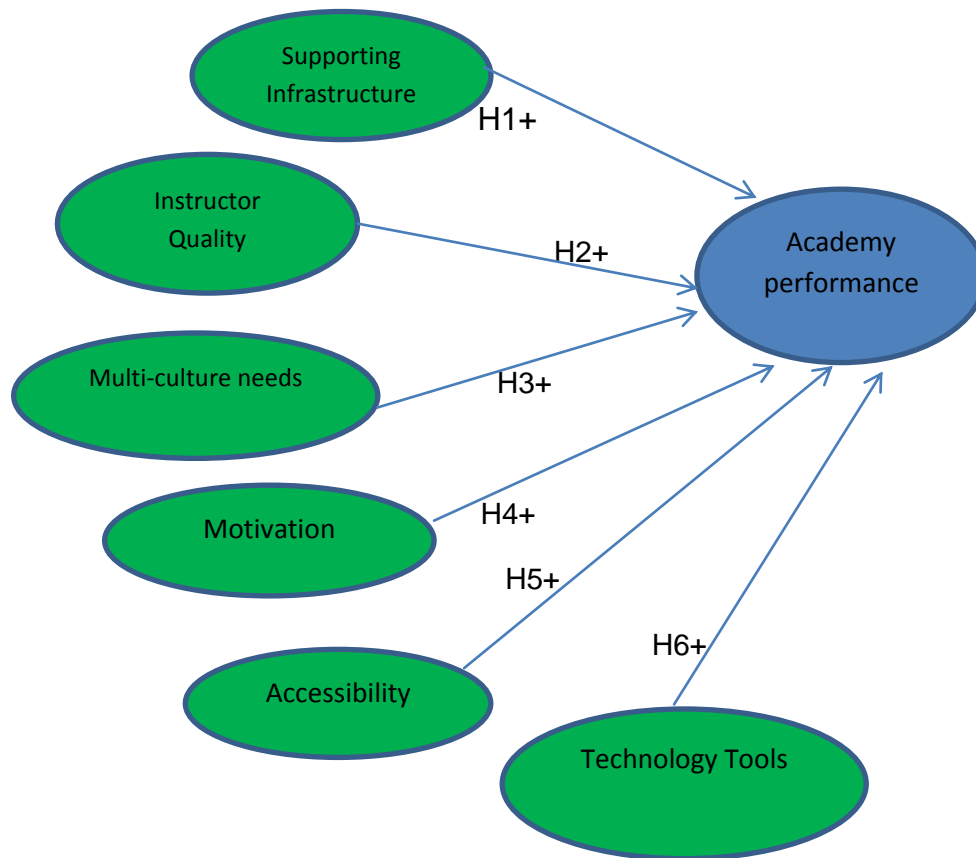 Supporting
Infrastructure
H1+
Instructor
Quality
H2+
Academy
performance
Multi-culture needs
H3+
Motivation
H4+
H5+
Accessibility
H6+
Technology Tools